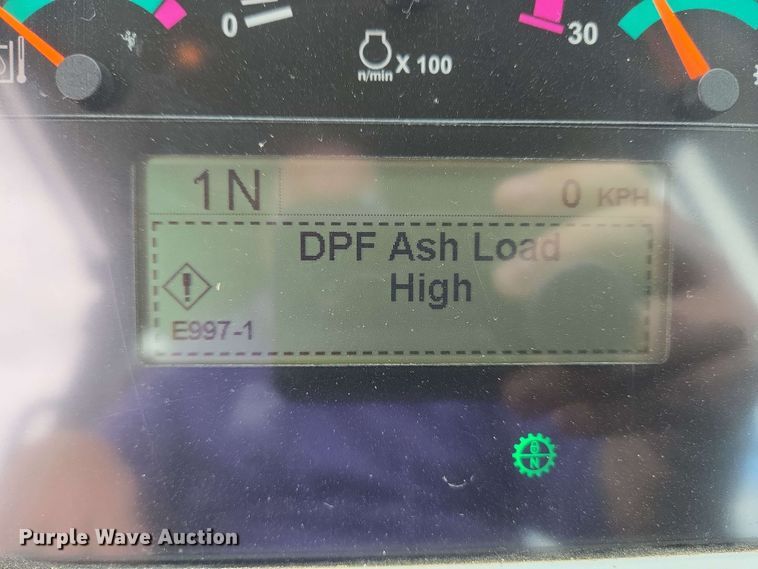 0
30
n/min X 100
1N
0 KPH
DPF Ash Load
High
E997-1
N
Purple Wave Auction